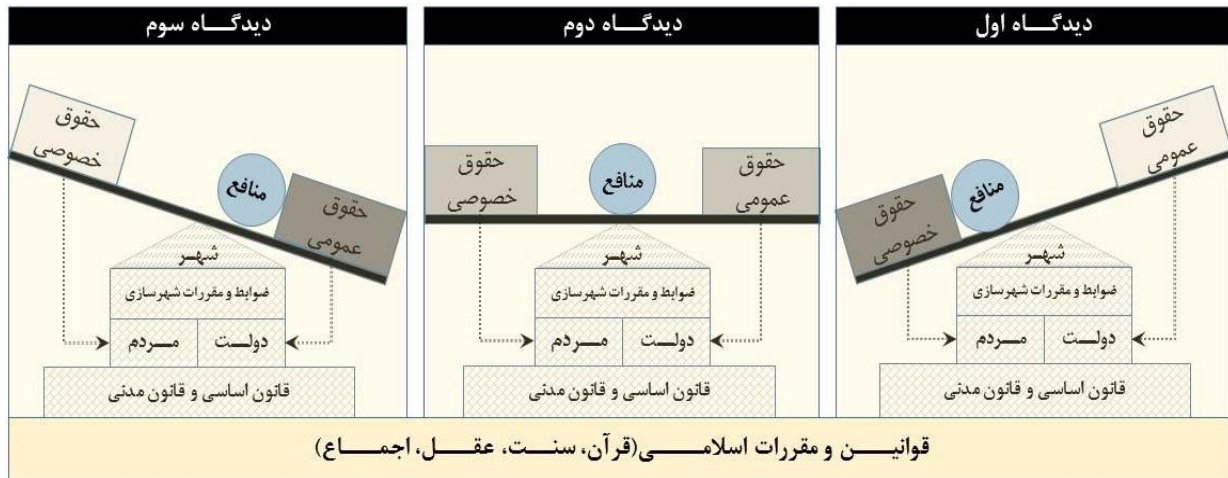 دیدگاه اول
حقوق
عمومی
منافع
حقوق
خصوصی
شهر
ضوابط و مقررات شهرسازی
دولت
مردم
قانون اساسی و قانون مدنی
دیدگاه دوم
حقوق
عمومی
منافع
حقوق
خصوصی
شهر
ضوابط و مقررات شهرسازی
دولت
مردم
قانون اساسی و قانون مدنی
دیدگاه سوم
حقوق
خصوصی
منافع
حقوق
عمومی
شهر
ضوابط و مقررات شهرسازی
دولت
مردم
قانون اساسی و قانون مدنی
قوانین و مقررات اسلامی(قرآن، سنت، عقل، اجماع)